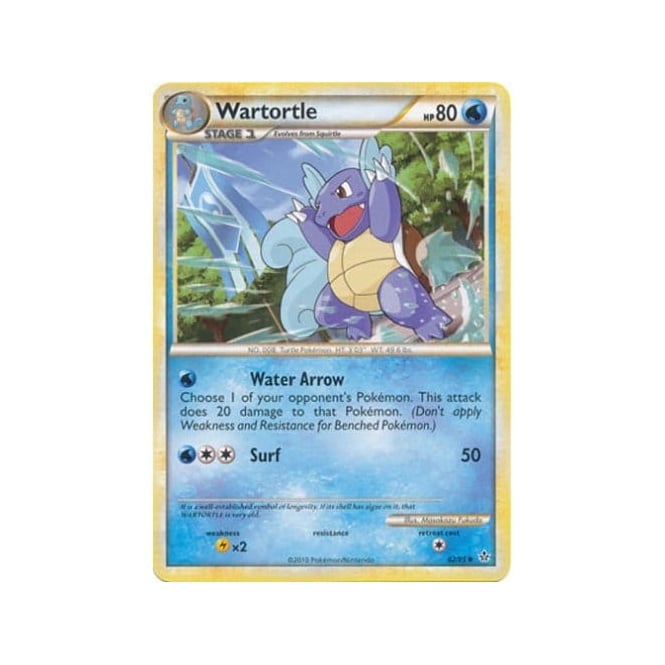 Wartortle HP 80
STAGE 1 Evolves from Squirtle
NO. 008 Turtle Pokémon. HT. 3'03" WT. 49.6 lbs.
Water Arrow
Choose 1 of your opponent's Pokémon. This attack
does 20 damage to that Pokémon. (Don't apply
Weakness and Resistance for Benched Pokémon.)
Surf 50
It is a well-established symbol of longevity. If its shell has algae on it, that
WARTORTLE is very old.
Illus. Masakazu Fukuda
weakness resistance retreat cost
×2
©2010 Pokémon/Nintendo 42/95